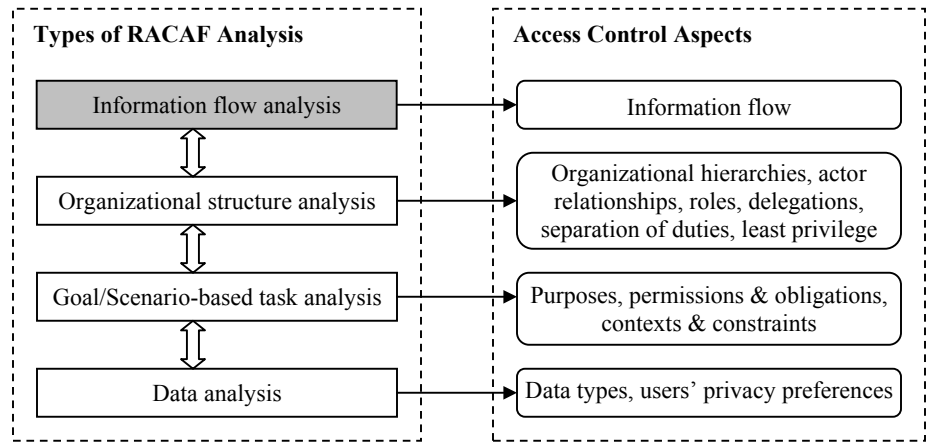 Types of RACAF Analysis
Information flow analysis
Organizational structure analysis
Goal/Scenario-based task analysis
Data analysis
Access Control Aspects
Information flow
Organizational hierarchies, actor
relationships, roles, delegations,
separation of duties, least privilege
Purposes, permissions & obligations,
contexts & constraints
Data types, users’ privacy preferences